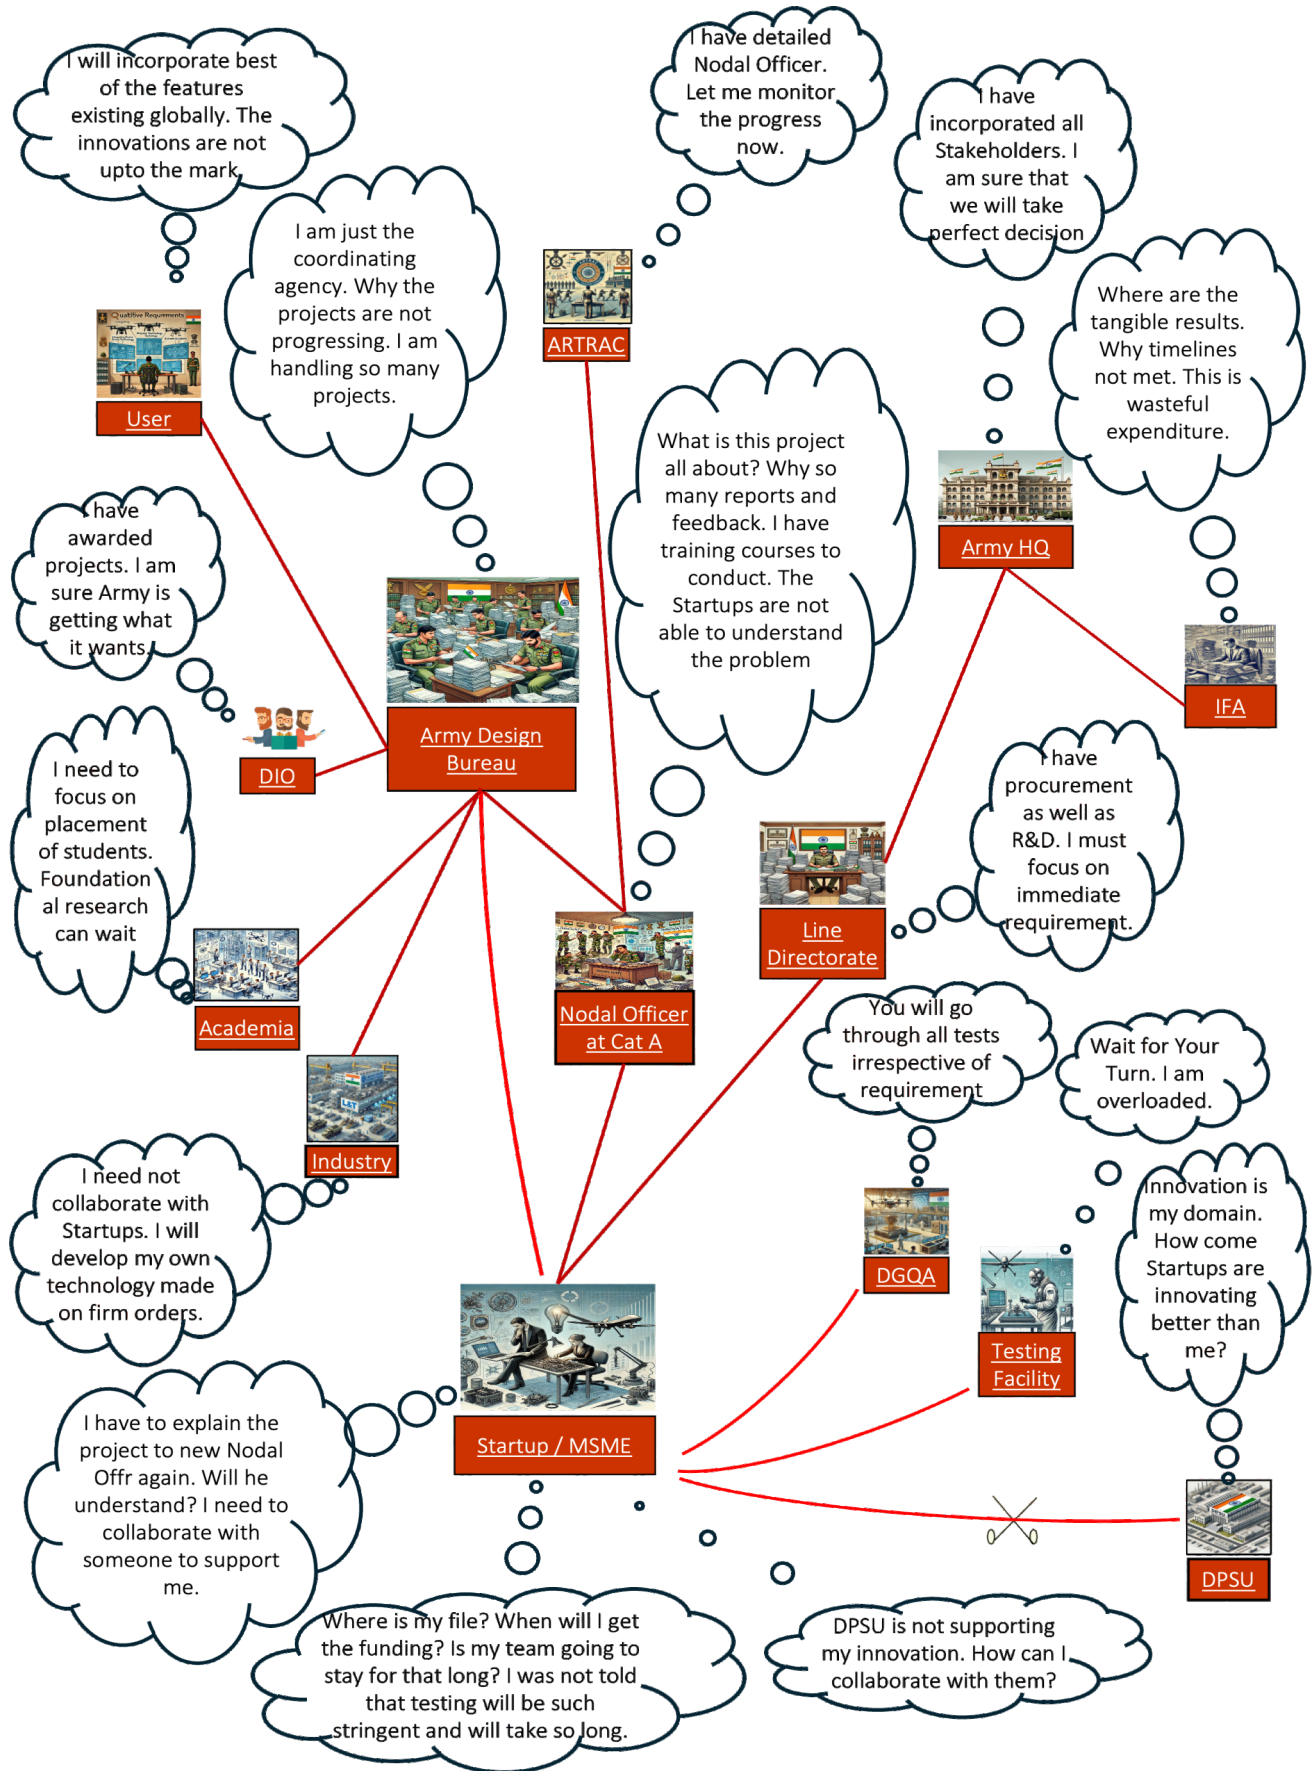 I will incorporate best
of the features
existing globally. The
innovations are not
upto the mark
I have detailed
Nodal Officer.
Let me monitor
the progress
now.
I have
incorporated all
Stakeholders. I
am sure that
we will take
perfect decision
I am just the
coordinating
agency. Why the
projects are not
progressing. I am
handling so many
projects.
Where are the
tangible results.
Why timelines
not met. This is
wasteful
expenditure.
Qualitive Requirments
User
ARTRAC
ARTRAC
What is this project
all about? Why so
many reports and
feedback. I have
training courses to
conduct. The
Startups are not
able to understand
the problem
Army HQ
I have
awarded
projects. I am
sure Army is
getting what
it wants.
IFA
Army Design
Bureau
DIO
I need to
focus on
placement
of students.
Foundation
al research
can wait
I have
procurement
as well as
R&D. I must
focus on
immediate
requirement.
Line
Directorate
Academia
Nodal Officer
at Cat A
You will go
through all tests
irrespective of
requirement
Wait for Your
Turn. I am
overloaded.
L&T
Industry
I need not
collaborate with
Startups. I will
develop my own
technology made
on firm orders.
Innovation is
my domain.
How come
Startups are
innovating
better than
me?
DGQA
Testing
Facility
Startup / MSME
I have to explain the
project to new Nodal
Offr again. Will he
understand? I need to
collaborate with
someone to support
me.
DPSU
Where is my file? When will I get
the funding? Is my team going to
stay for that long? I was not told
that testing will be such
stringent and will take so long.
DPSU is not supporting
my innovation. How can I
collaborate with them?